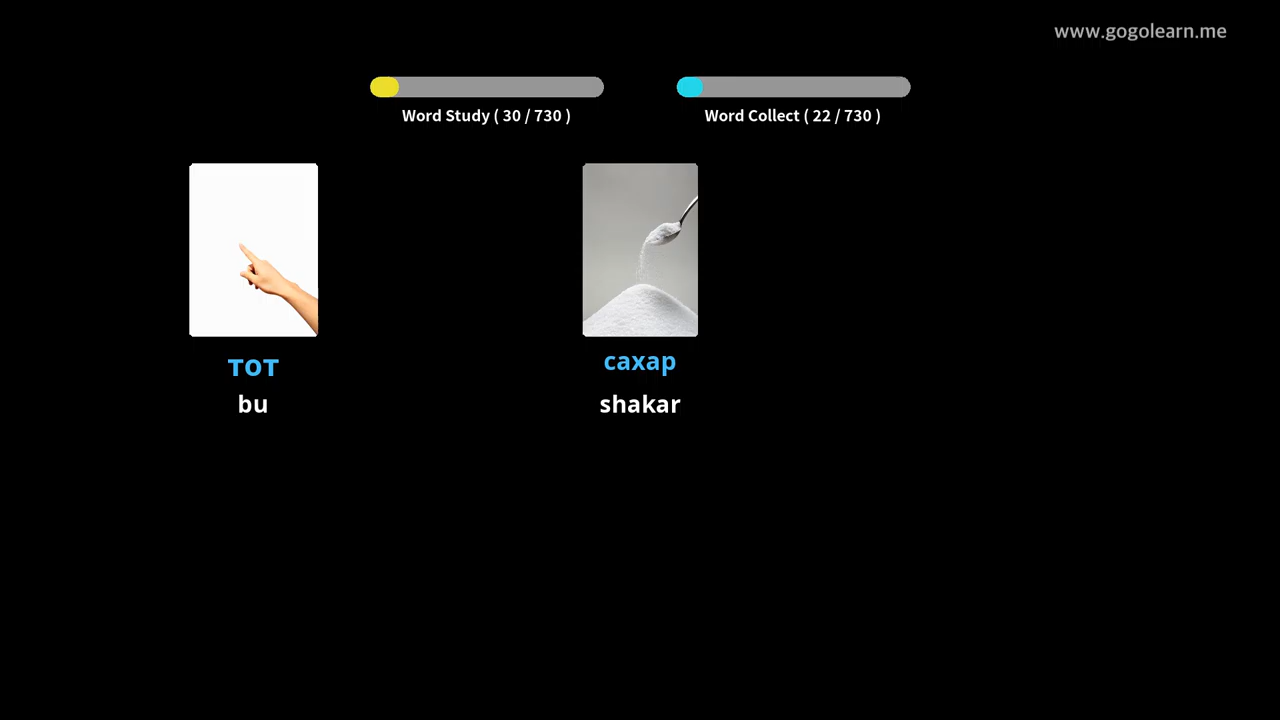 www.gogolearn.me
Word Study ( 30 / 730 )
Word Collect ( 22 / 730 )
тот
bu
сахар
shakar